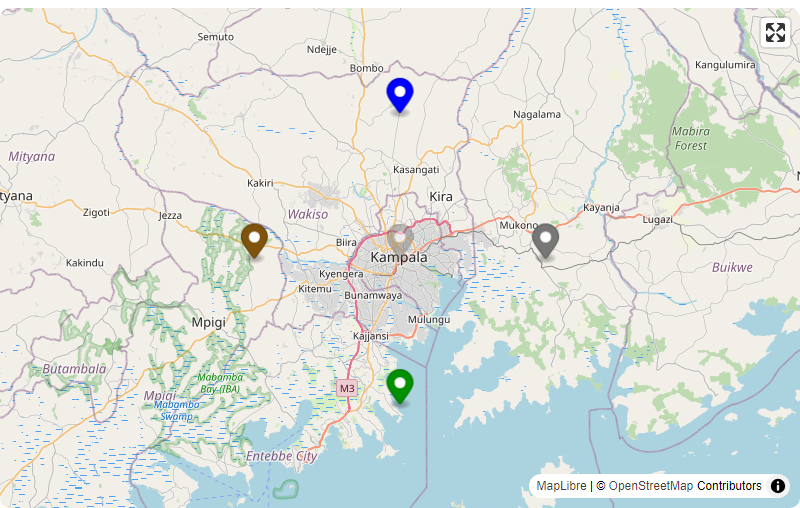 Semuto
Ndejje
Bombo
Kangulumira
Nagalama
Mabira
Forest
Mityana
Kasangati
Kakiri
Kira
tyana
Zigoti
Jezza
Wakiso
Kayanja
Lugazi
Mukono
Biira
Kampala
Kakindu
Kyengera
Buikwe
Kitemu
Bunamwaya
Mpigi
Mulungu
Kajjansi
Butambala
Mabamba
Bay (IBA)
M3
Mpigi
Mabamba
Swamp
Entebbe City
MapLibre | © OpenStreetMap Contributors